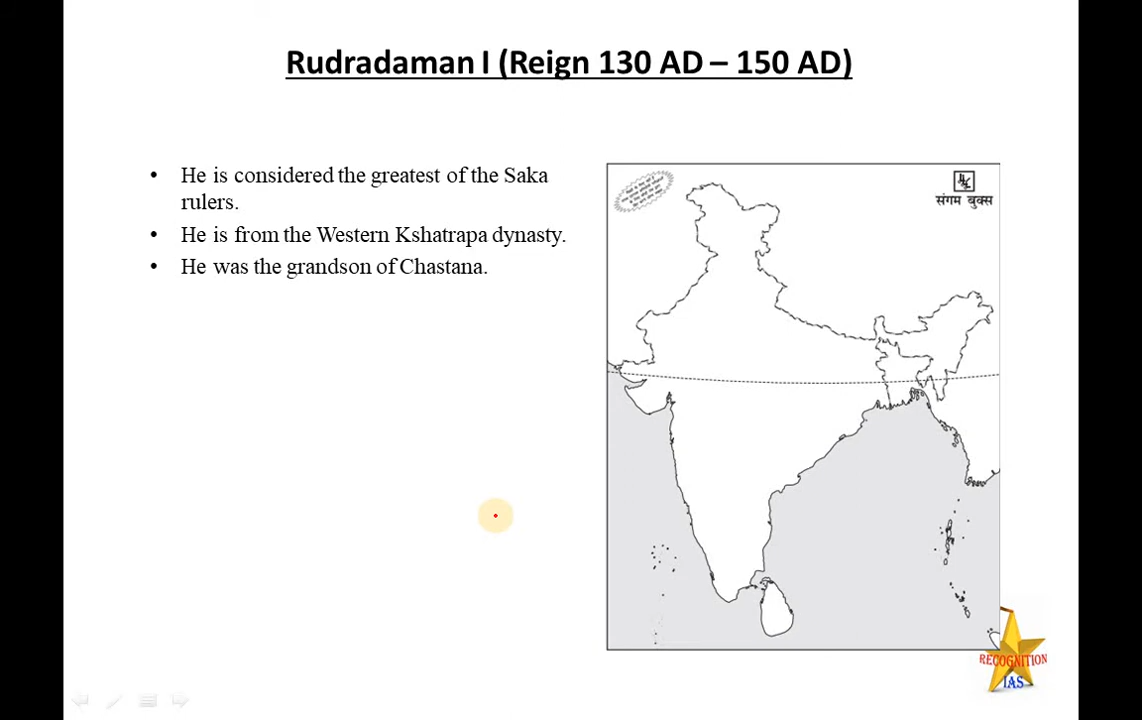 Rudradaman I (Reign 130 AD – 150 AD)
• He is considered the greatest of the Saka
rulers.
• He is from the Western Kshatrapa dynasty.
• He was the grandson of Chastana.
संगम बुक्स
RECOGNITION
IAS